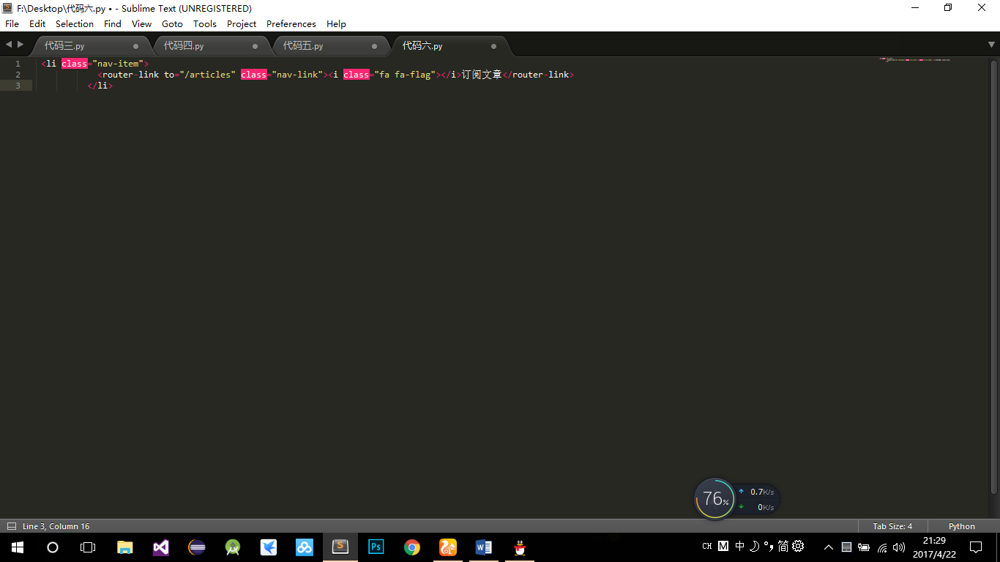 F:\Desktop\代码六.py • - Sublime Text (UNREGISTERED)
File Edit Selection Find View Goto Tools Project Preferences Help
代码三.py 代码四.py 代码五.py 代码六.py
1 <li class="nav-item">
2 <router-link to="/articles" class="nav-link"><i class="fa fa-flag"></i>订阅文章</router-link>
3 </li>
76% 0.7K/s
0K/s
Line 3, Column 16 Tab Size: 4 Python
CH M 中 简 21:29
2017/4/22